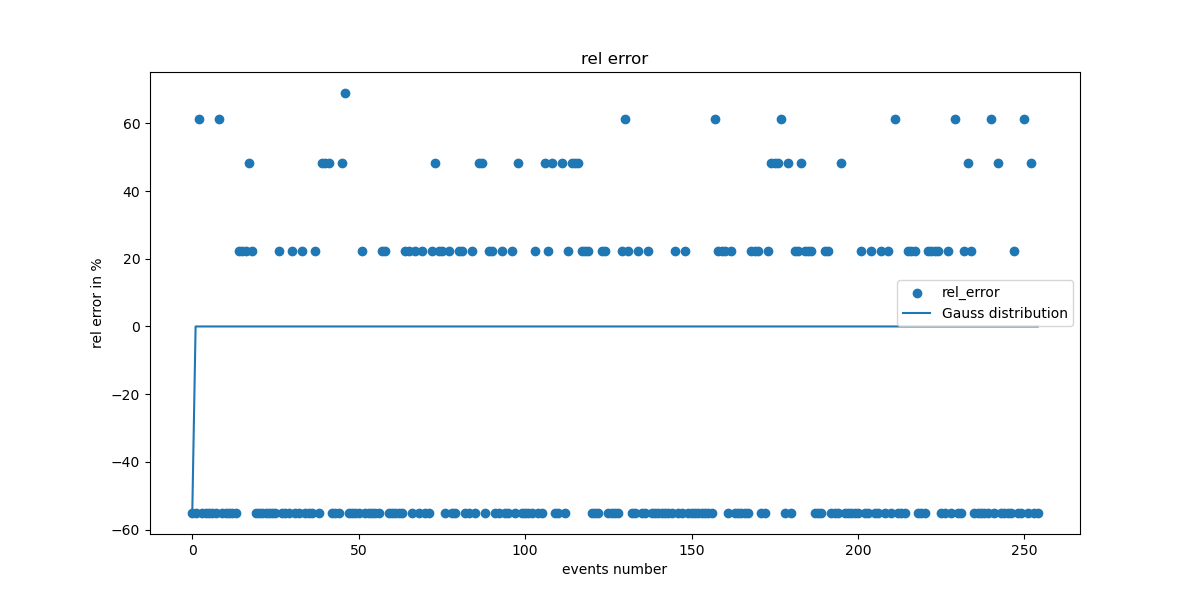 rel error
rel error in %
60
40
20
0
−20
−40
−60
rel_error
Gauss distribution
0
50
100
150
200
250
events number